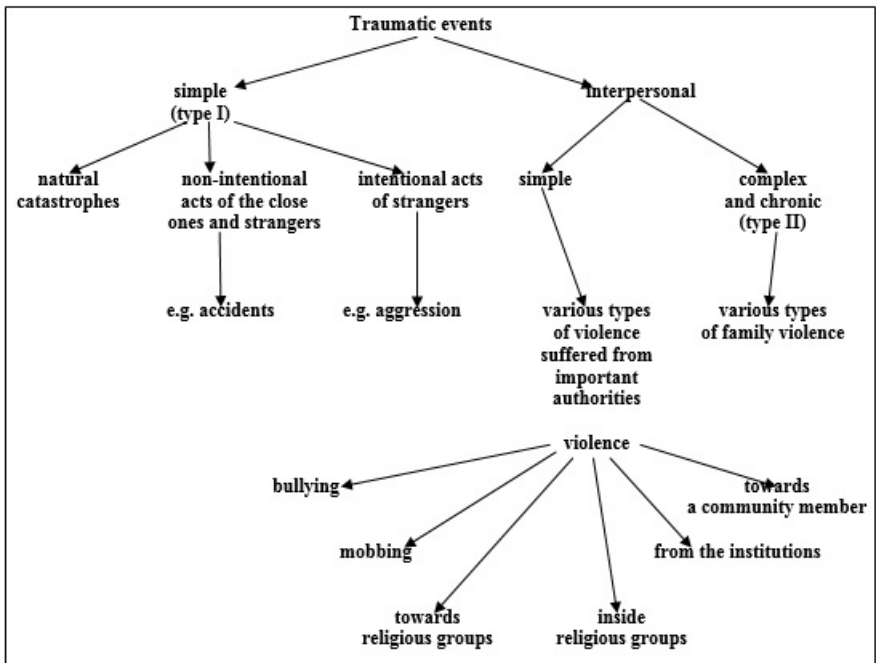 Traumatic events
simple
(type I)
interpersonal
natural
catastrophes
non-intentional
acts of the close
ones and strangers
intentional acts
of strangers
simple
complex
and chronic
(type II)
e.g. accidents
e.g. aggression
various types
of violence
suffered from
important
authorities
various types
of family violence
violence
bullying
towards
a community member
mobbing
from the institutions
towards
religious groups
inside
religious groups